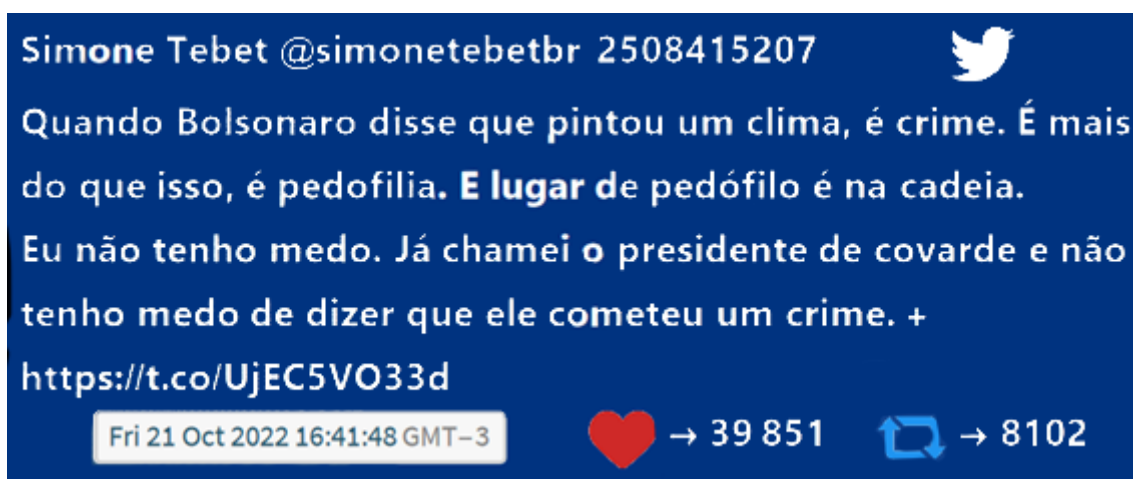 Simone Tebet @simonetebetbr 2508415207
Quando Bolsonaro disse que pintou um clima, é crime. É mais
do que isso, é pedofilia. E lugar de pedófilo é na cadeia.
Eu não tenho medo. Já chamei o presidente de covarde e não
tenho medo de dizer que ele cometeu um crime. +
https://t.co/UjEC5VO33d
Fri 21 Oct 2022 16:41:48 GMT−3 → 39 851 → 8102